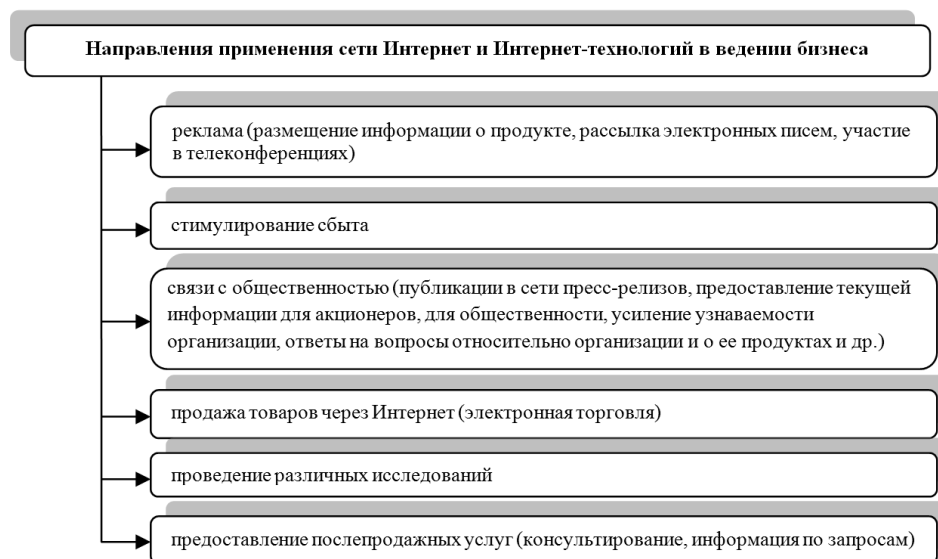 Направления применения сети Интернет и Интернет-технологий в ведении бизнеса
реклама (размещение информации о продукте, рассылка электронных писем, участие
в телеконференциях)
стимулирование сбыта
связи с общественностью (публикации в сети пресс-релизов, предоставление текущей
информации для акционеров, для общественности, усиление узнаваемости
организации, ответы на вопросы относительно организации и о ее продуктах и др.)
продажа товаров через Интернет (электронная торговля)
проведение различных исследований
предоставление послепродажных услуг (консультирование, информация по запросам)